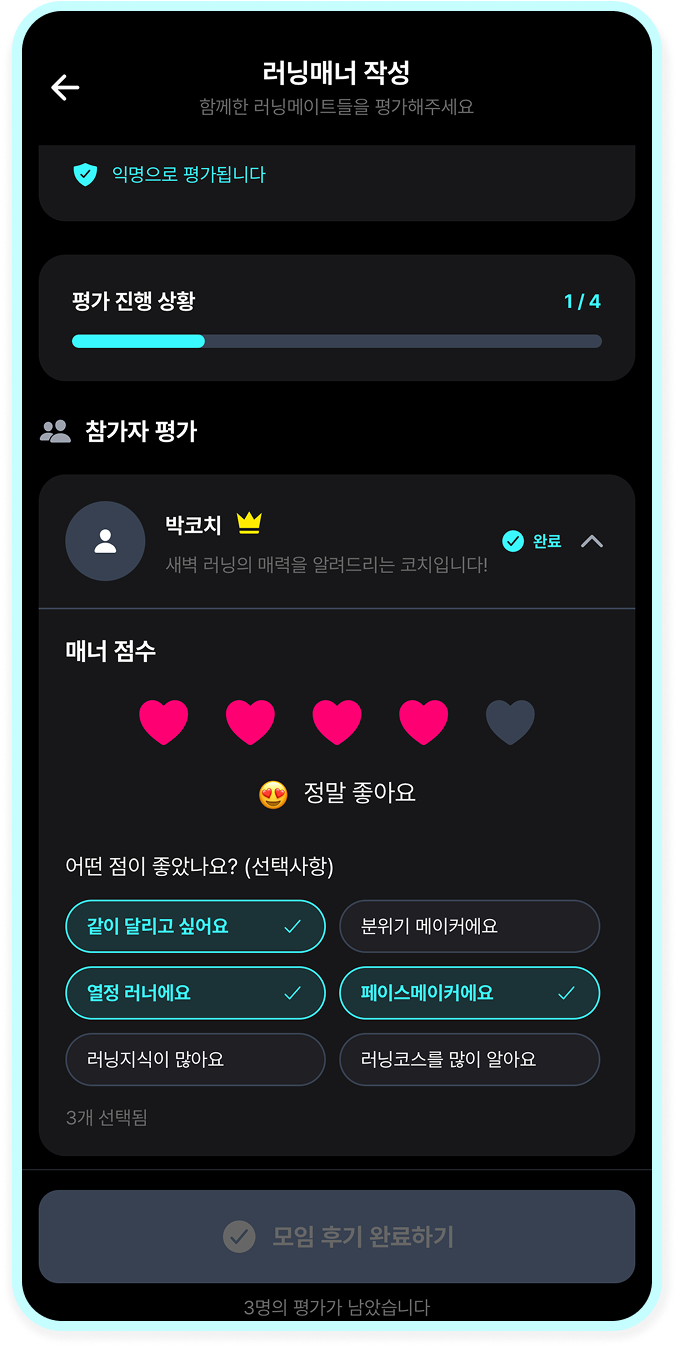 러닝매너 작성
함께한 러닝메이트들을 평가해주세요
익명으로 평가됩니다
평가 진행 상황
1 / 4
참가자 평가
박코치
새벽 러닝의 매력을 알려드리는 코치입니다!
완료
매너 점수
정말 좋아요
어떤 점이 좋았나요? (선택사항)
같이 달리고 싶어요
분위기 메이커에요
열정 러너에요
페이스메이커에요
러닝지식이 많아요
러닝코스를 많이 알아요
3개 선택됨
모임 후기 완료하기
3명의 평가가 남았습니다